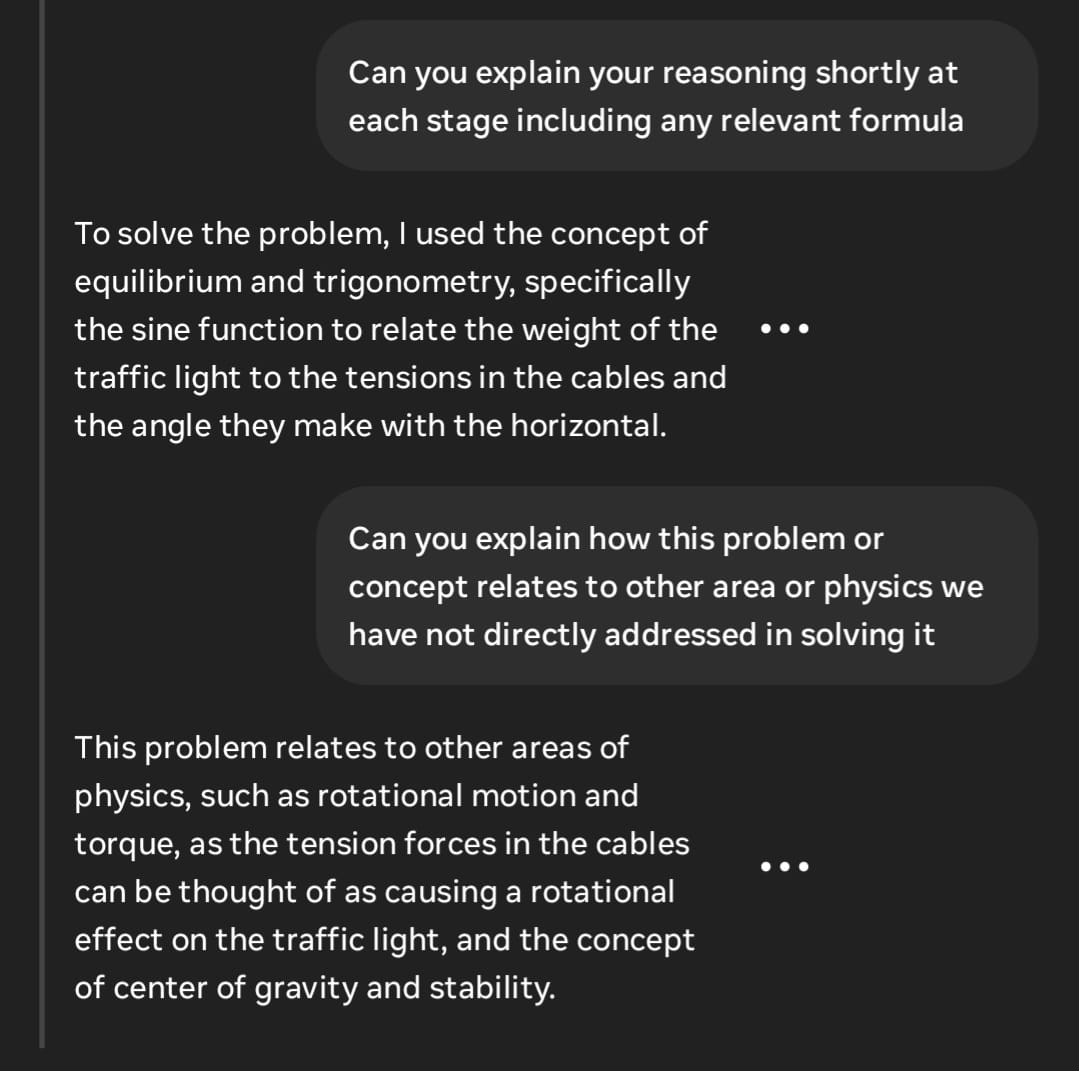 Can you explain your reasoning shortly at
each stage including any relevant formula
To solve the problem, I used the concept of
equilibrium and trigonometry, specifically
the sine function to relate the weight of the
traffic light to the tensions in the cables and
the angle they make with the horizontal.
Can you explain how this problem or
concept relates to other area or physics we
have not directly addressed in solving it
This problem relates to other areas of
physics, such as rotational motion and
torque, as the tension forces in the cables
can be thought of as causing a rotational
effect on the traffic light, and the concept
of center of gravity and stability.